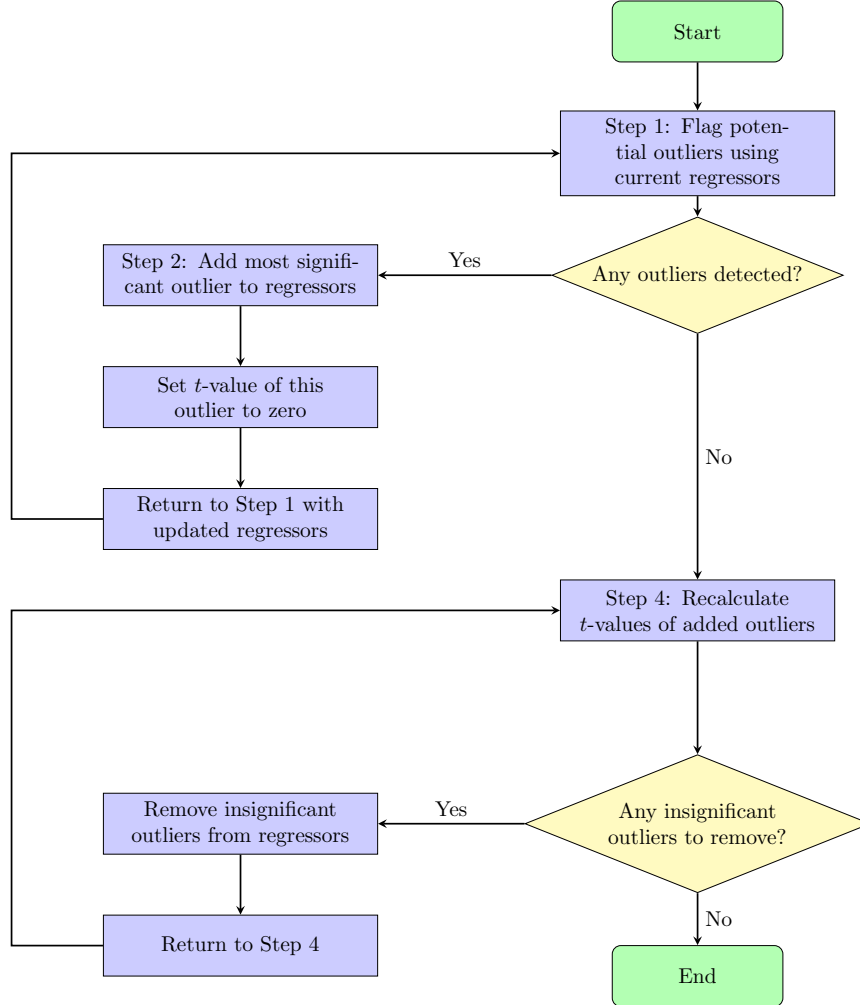 Start
Step 1: Flag poten-
tial outliers using
current regressors
Any outliers detected?
Yes
Step 2: Add most signifi-
cant outlier to regressors
Set t-value of this
outlier to zero
Return to Step 1 with
updated regressors
No
Step 4: Recalculate
t-values of added outliers
Any insignificant
outliers to remove?
Yes
Remove insignificant
outliers from regressors
Return to Step 4
No
End